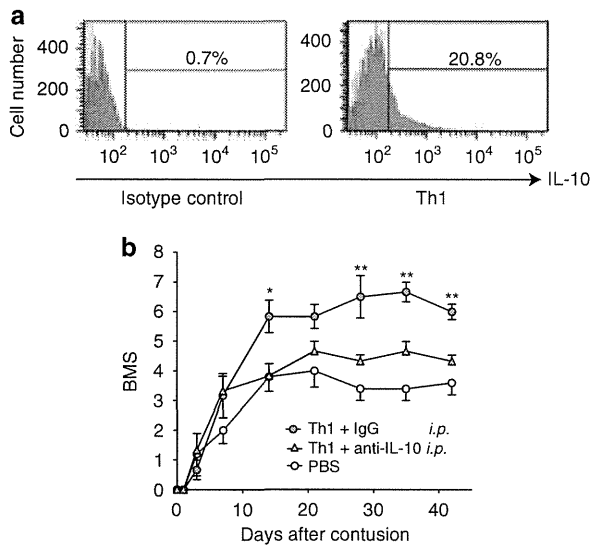 a
Cell number
400
200
0
0.7%
10² 10³ 10⁴ 10⁵
Isotype control
400
200
0
20.8%
10² 10³ 10⁴ 10⁵
Th1
IL-10
b
BMS
8
7
6
5
4
3
2
1
0
* ** ** **
Th1 + IgG i.p.
Th1 + anti-IL-10 i.p.
PBS
0 10 20 30 40
Days after contusion